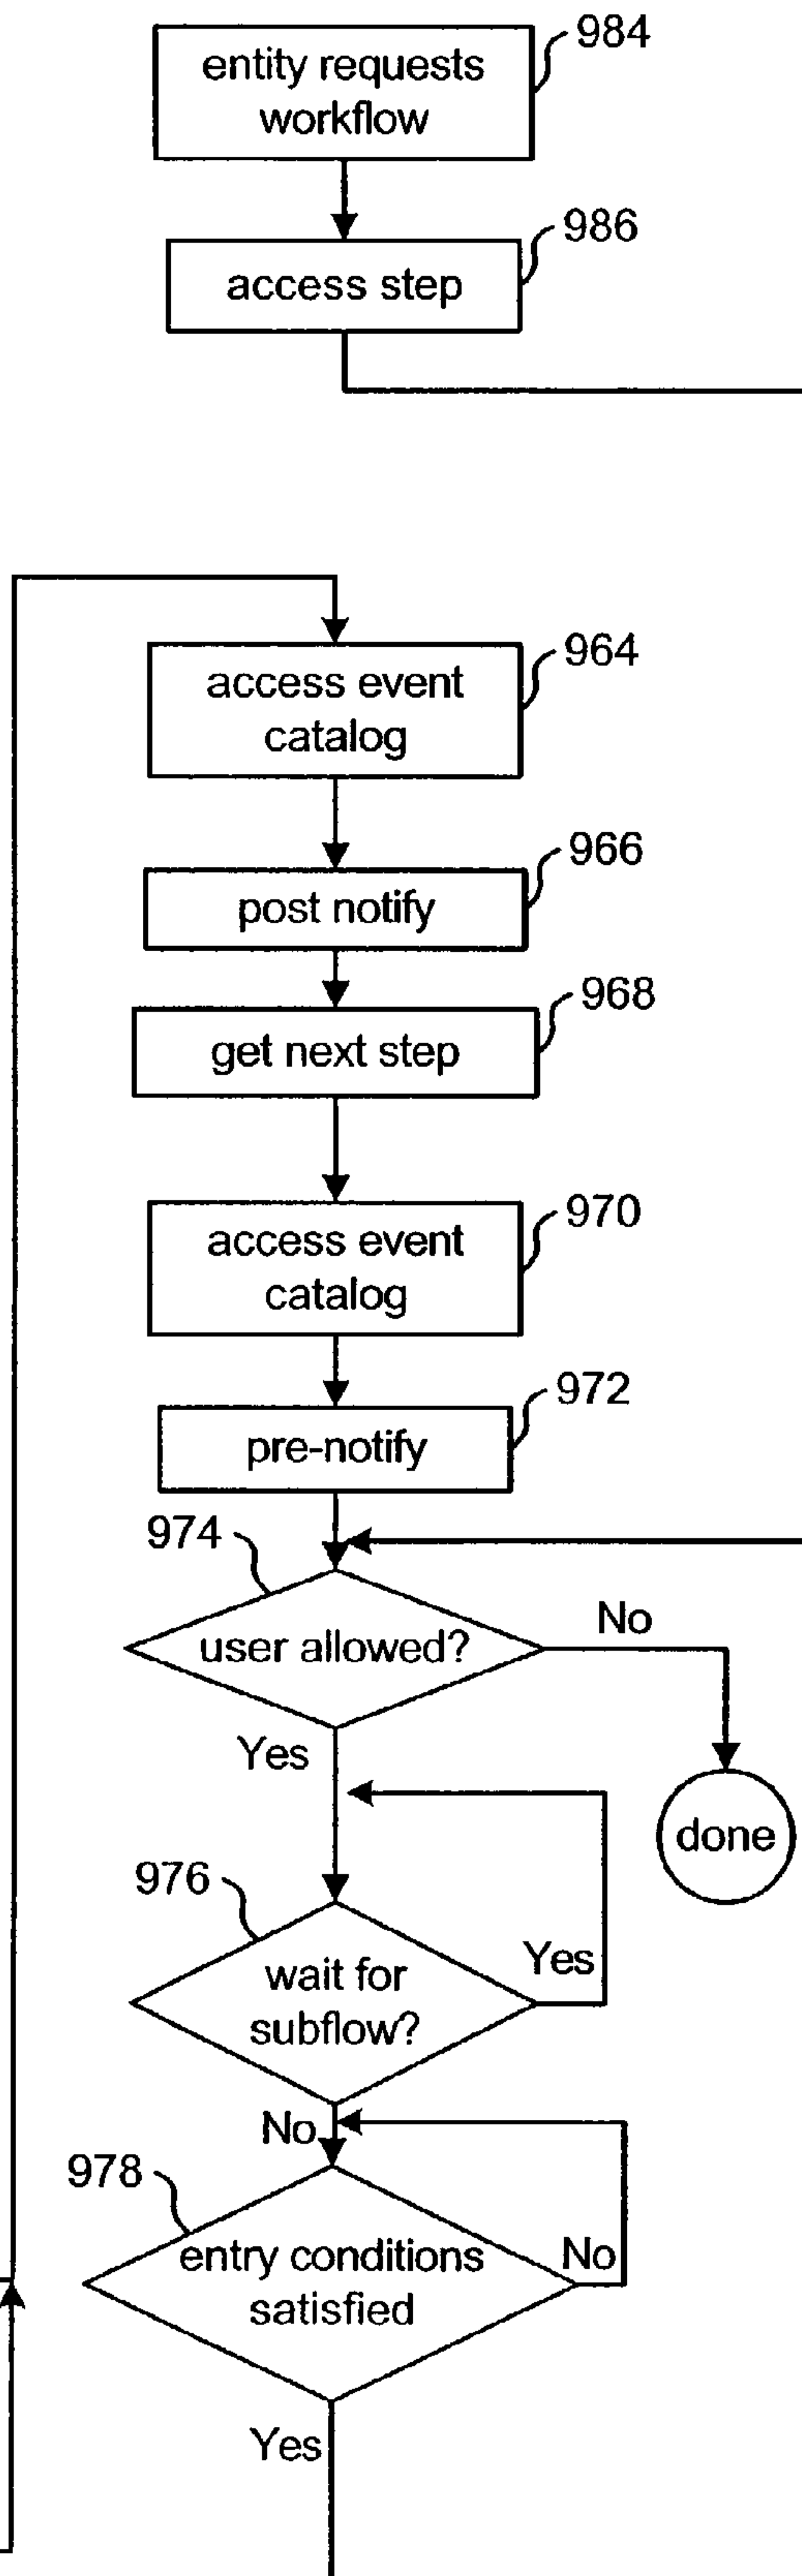 984
entity requests
workflow
986
access step
964
access event
catalog
966
post notify
968
get next step
970
access event
catalog
972
pre-notify
974
user allowed?
No
Yes
done
976
wait for
subflow?
Yes
No
978
entry conditions
satisfied
No
Yes